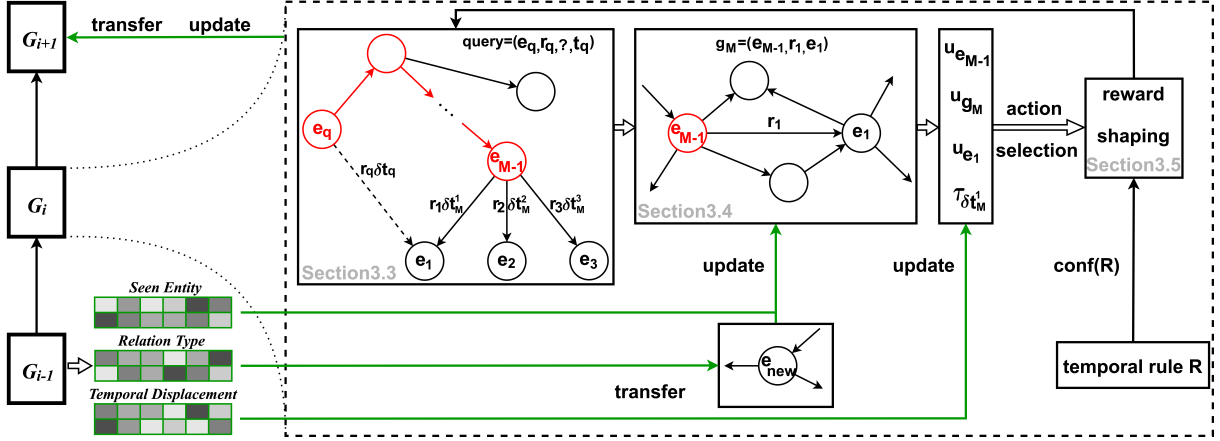 G_{i+1}
transfer update
G_i
G_{i-1}
Seen Entity
Relation Type
Temporal Displacement
query=(e_q,r_q,?,t_q)
e_q
...
e_{M-1}
r_qδt_q
r_1δt_M^1
r_2δt_M^2
r_3δt_M^3
e_1
e_2
e_3
Section3.3
g_M=(e_{M-1},r_1,e_1)
e_{M-1}
r_1
e_1
Section3.4
u_{e_{M-1}}
u_{g_M}
u_{e_1}
τ_{δt_M^1}
action
selection
reward
shaping
Section3.5
update
update
conf(R)
e_new
transfer
temporal rule R